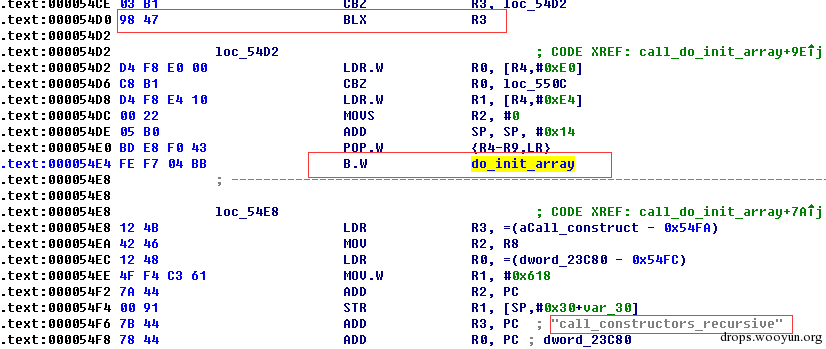 .text:000054CE 03 B1 CBZ R3, loc_54D2
.text:000054D0 98 47 BLX R3
.text:000054D2
.text:000054D2 loc_54D2 ; CODE XREF: call_do_init_array+9E↑j
.text:000054D2 D4 F8 E0 00 LDR.W R0, [R4,#0xE0]
.text:000054D6 C8 B1 CBZ R0, loc_550C
.text:000054D8 D4 F8 E4 10 LDR.W R1, [R4,#0xE4]
.text:000054DC 00 22 MOVS R2, #0
.text:000054DE 05 B0 ADD SP, SP, #0x14
.text:000054E0 BD E8 F0 43 POP.W {R4-R9,LR}
.text:000054E4 FE F7 04 BB B.W do_init_array
.text:000054E8 ; ---------------------------------------------------------------------------
.text:000054E8
.text:000054E8 loc_54E8 ; CODE XREF: call_do_init_array+7A↑j
.text:000054E8 12 4B LDR R3, =(aCall_construct - 0x54FA)
.text:000054EA 42 46 MOV R2, R8
.text:000054EC 12 48 LDR R0, =(dword_23C80 - 0x54FC)
.text:000054EE 4F F4 C3 61 MOV.W R1, #0x618
.text:000054F2 7A 44 ADD R2, PC
.text:000054F4 00 91 STR R1, [SP,#0x30+var_30]
.text:000054F6 7B 44 ADD R3, PC ; "call_constructors_recursive"
.text:000054F8 78 44 ADD R0, PC ; dword_23C80
drops.wooyun.org